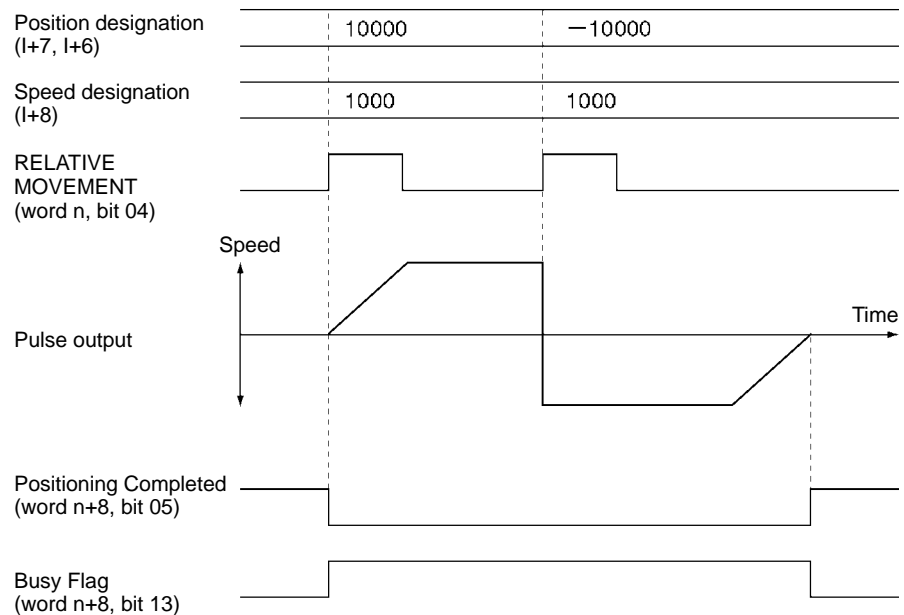 Position designation
(I+7, I+6)
10000
—10000
Speed designation
(I+8)
1000
1000
RELATIVE
MOVEMENT
(word n, bit 04)
Speed
Time
Pulse output
Positioning Completed
(word n+8, bit 05)
Busy Flag
(word n+8, bit 13)